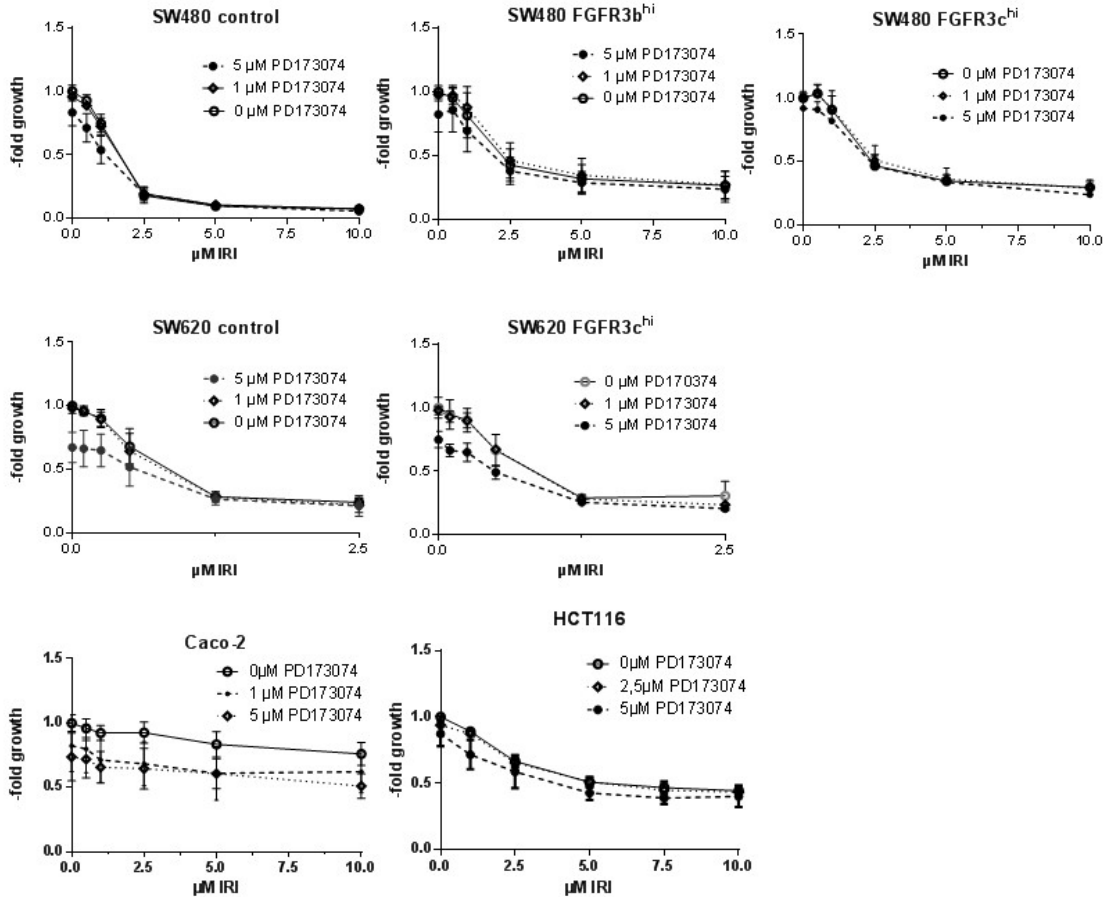 SW480 control
1.5
5 µM PD173074
1 µM PD173074
0 µM PD173074
1.0
0.5
0.0
-fold growth
0.0 2.5 5.0 7.5 10.0
µM IRI
SW480 FGFR3b^hi
1.5
5 µM PD173074
1 µM PD173074
0 µM PD173074
1.0
0.5
0.0
-fold growth
0.0 2.5 5.0 7.5 10.0
µM IRI
SW480 FGFR3c^hi
1.5
0 µM PD173074
1 µM PD173074
5 µM PD173074
1.0
0.5
0.0
-fold growth
0.0 2.5 5.0 7.5 10.0
µM IRI
SW620 control
1.5
5 µM PD173074
1 µM PD173074
0 µM PD173074
1.0
0.5
0.0
-fold growth
0.0 2.5
µM IRI
SW620 FGFR3c^hi
1.5
0 µM PD170374
1 µM PD173074
5 µM PD173074
1.0
0.5
0.0
-fold growth
0.0 2.5
µM IRI
Caco-2
1.5
0µM PD173074
1 µM PD173074
5 µM PD173074
1.0
0.5
0.0
-fold growth
0.0 2.5 5.0 7.5 10.0
µM IRI
HCT116
1.5
0µM PD173074
2,5µM PD173074
5µM PD173074
1.0
0.5
0.0
-fold growth
0.0 2.5 5.0 7.5 10.0
µM IRI